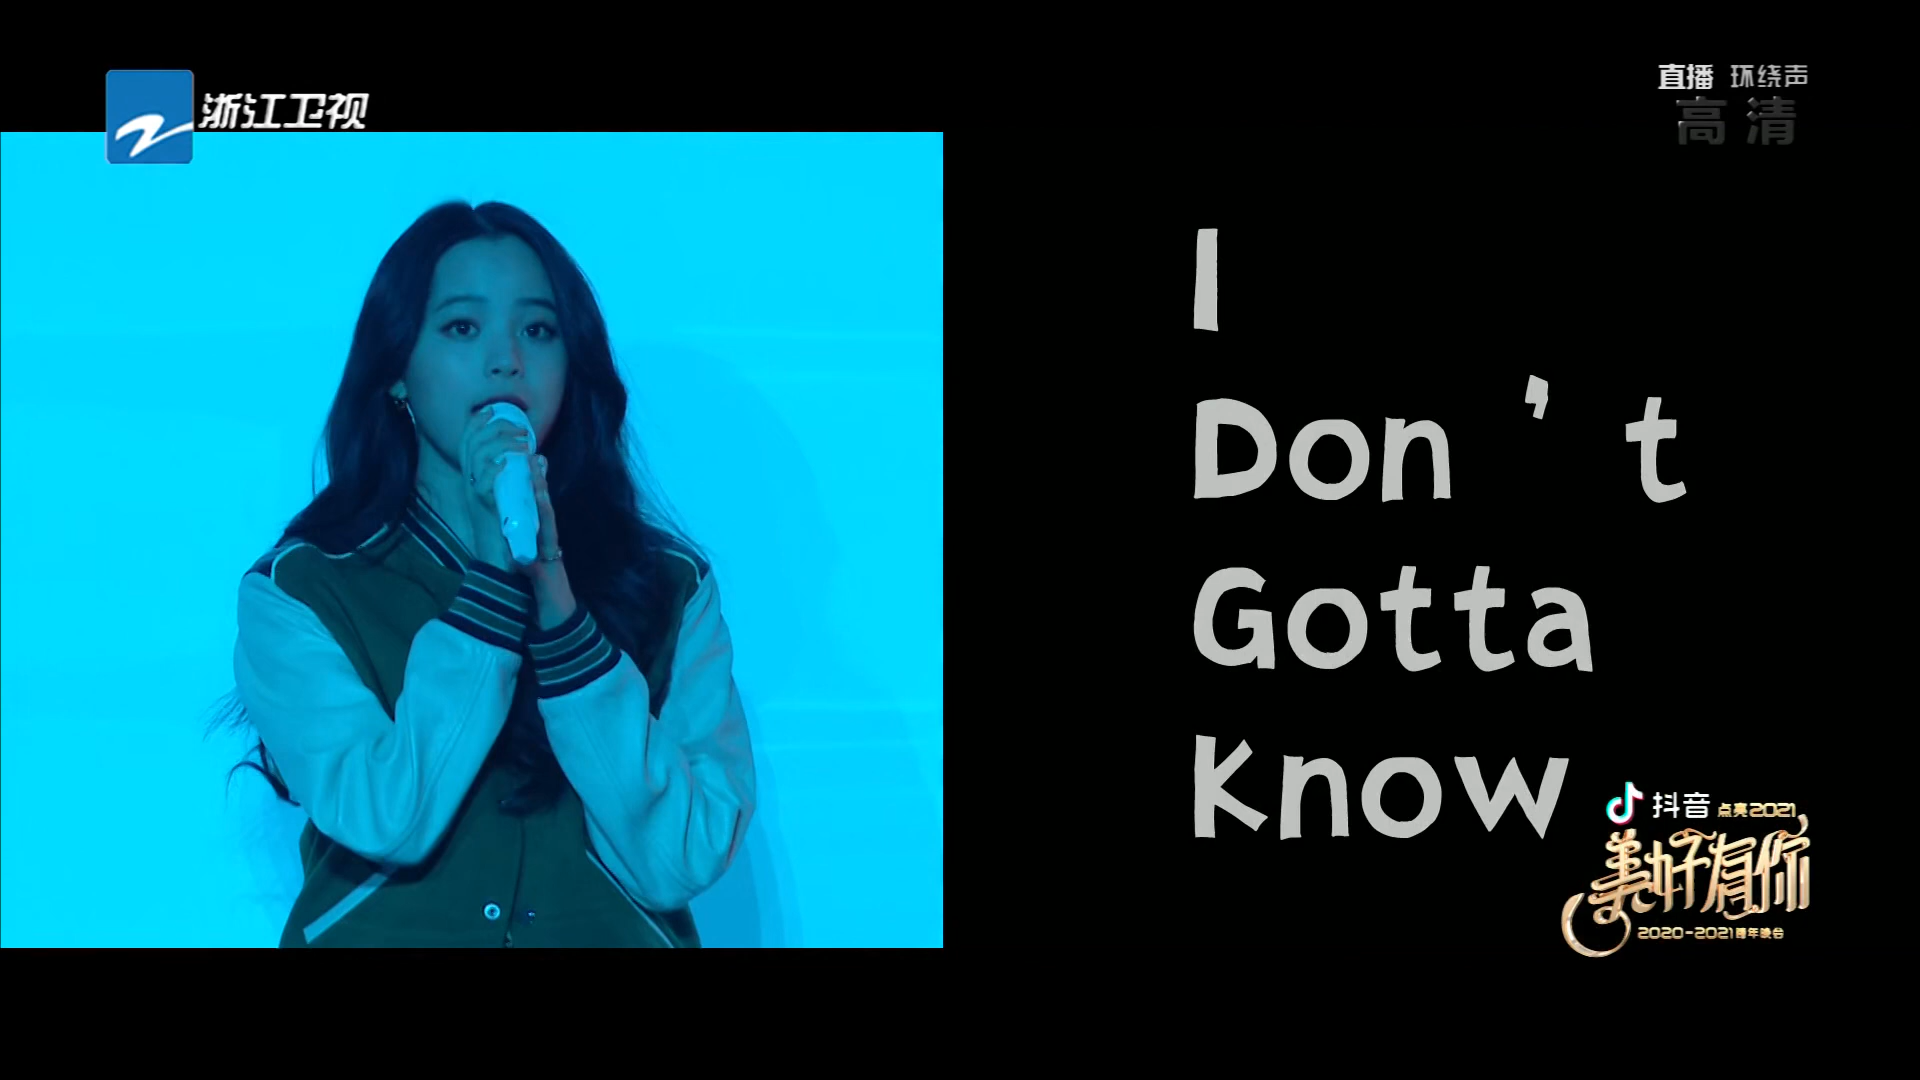 浙江卫视
直播 环绕声
高清
I
Don't
Gotta
Know
抖音 点亮2021
美好有你
2020-2021跨年晚会